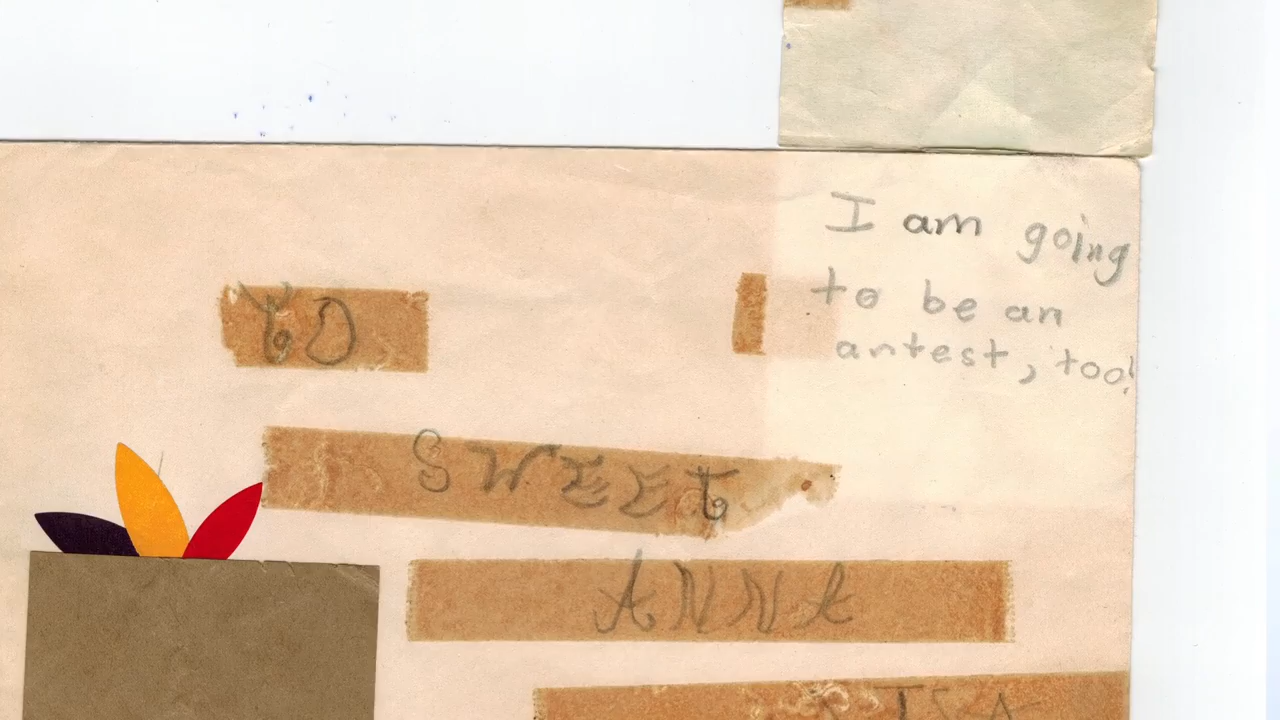 I am going
to be an
antest, too!
TO
SWEET
ANNA